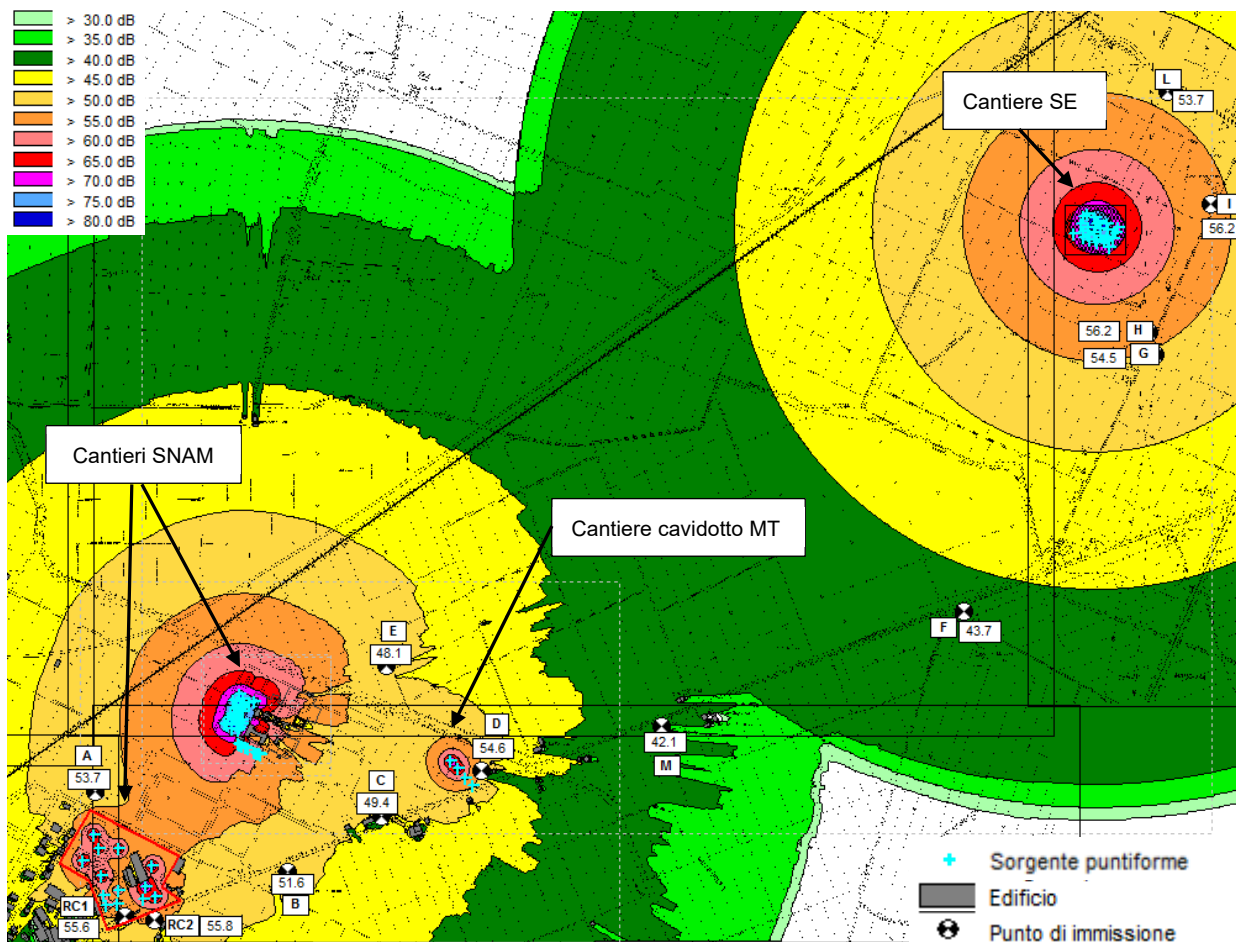 > 30.0 dB
> 35.0 dB
> 40.0 dB
> 45.0 dB
> 50.0 dB
> 55.0 dB
> 60.0 dB
> 65.0 dB
> 70.0 dB
> 75.0 dB
> 80.0 dB
Cantiere SE
L
53.7
I
56.2
56.2 H
54.5 G
Cantieri SNAM
Cantiere cavidotto MT
E
48.1
F 43.7
D
54.6
42.1
M
A
53.7
C
49.4
51.6
B
RC1
55.6
RC2 55.8
Sorgente puntiforme
Edificio
Punto di immissione